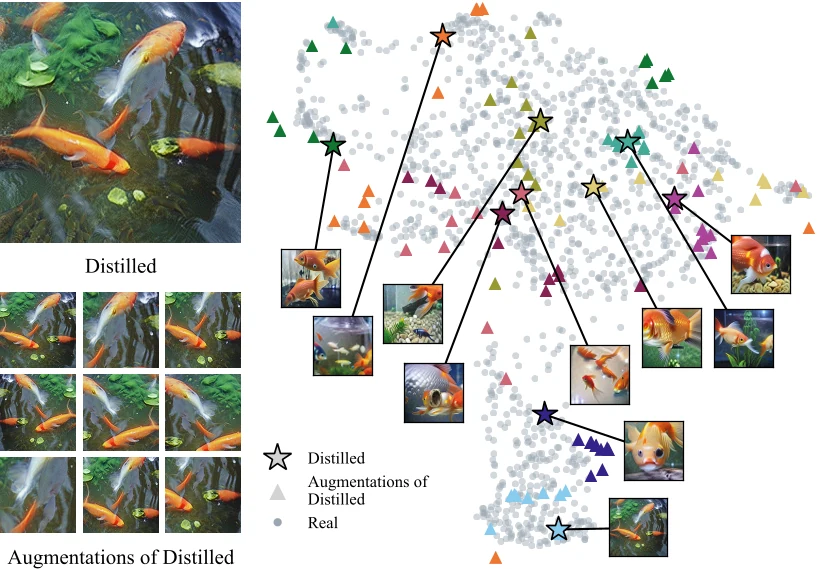 Distilled
Augmentations of Distilled
Distilled
Augmentations of
Distilled
Real